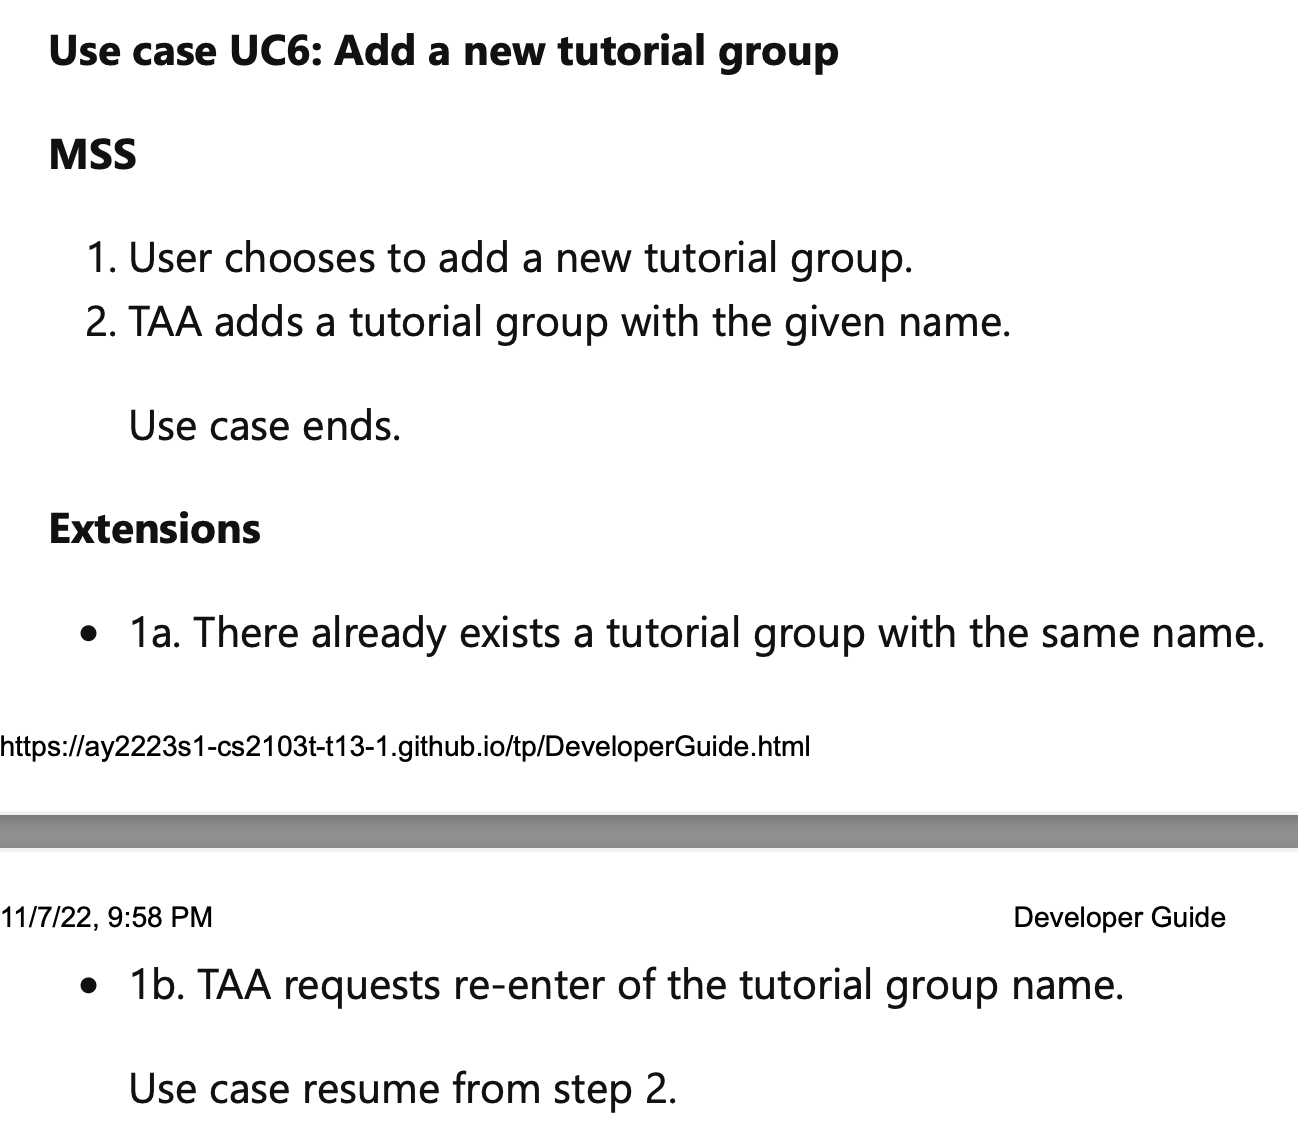 Use case UC6: Add a new tutorial group
MSS
1. User chooses to add a new tutorial group.
2. TAA adds a tutorial group with the given name.
Use case ends.
Extensions
• 1a. There already exists a tutorial group with the same name.
https://ay2223s1-cs2103t-t13-1.github.io/tp/DeveloperGuide.html
11/7/22, 9:58 PM Developer Guide
• 1b. TAA requests re-enter of the tutorial group name.
Use case resume from step 2.